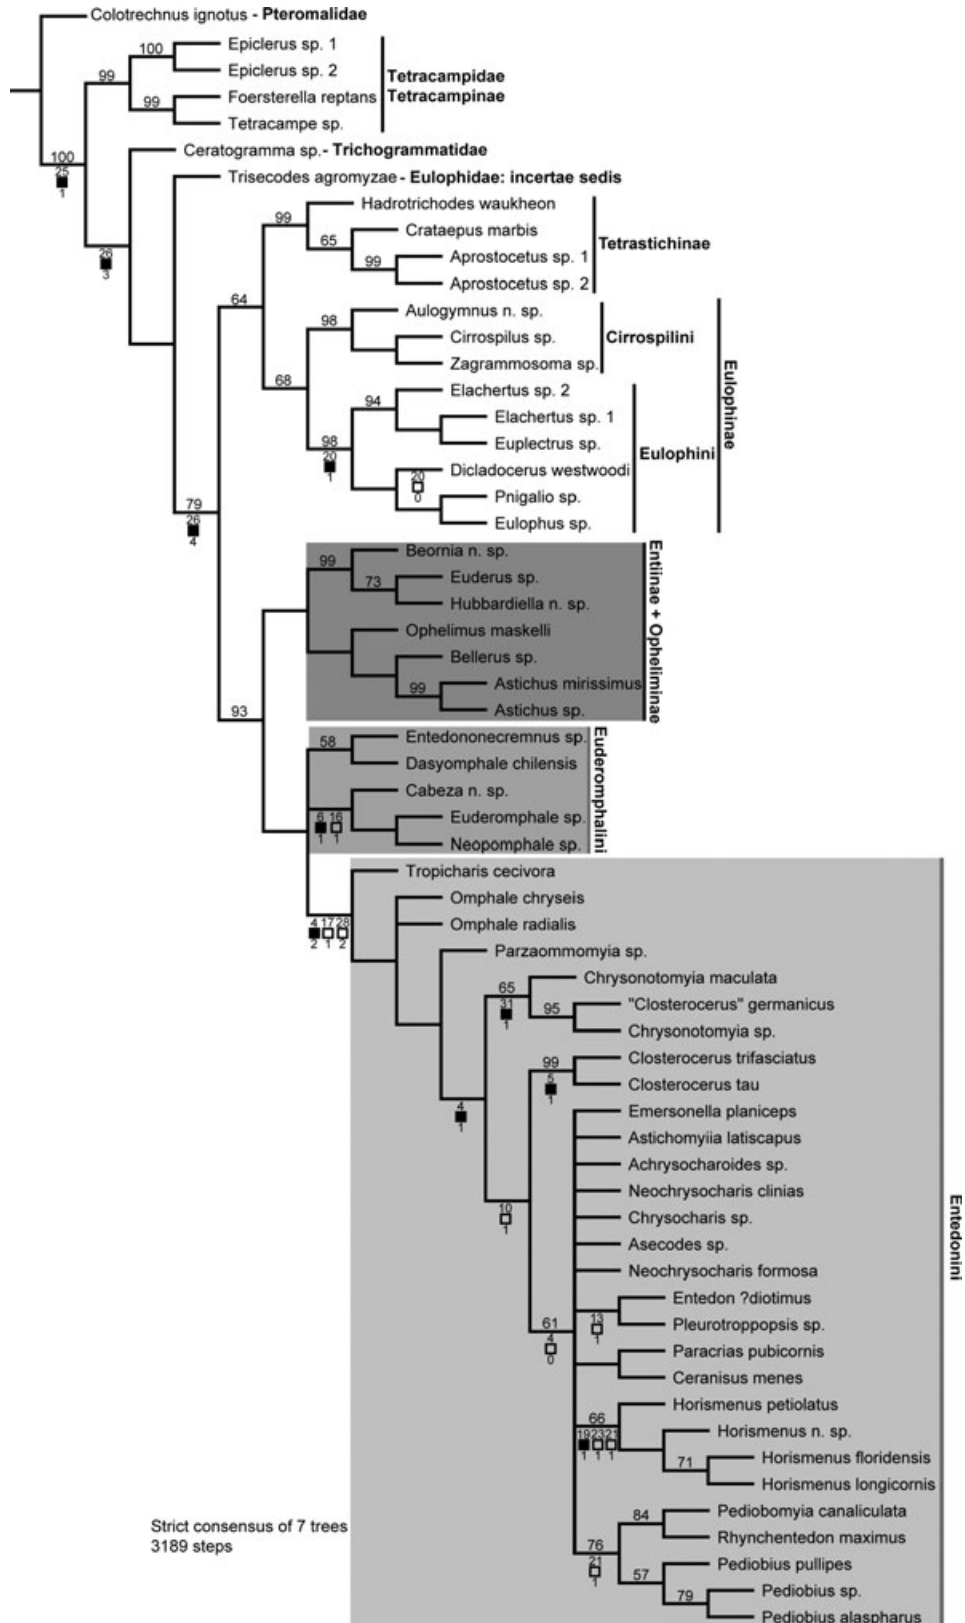 Colotrechnus ignotus - Pteromalidae
Epiclerus sp. 1
100
Epiclerus sp. 2
99
Tetracampidae
Tetracampinae
Foersterella reptans
99
Tetracampe sp.
Ceratogramma sp.- Trichogrammatidae
100
25
1
Trisecodes agromyzae - Eulophidae: incertae sedis
Hadrotrichodes waukheon
99
Crataepus marbis
65
Tetrastichinae
Aprostocetus sp. 1
99
26
3
Aprostocetus sp. 2
64
Aulogymnus n. sp.
98
Cirrospilus sp.
Cirrospilini
Zagrammosoma sp.
68
Elachertus sp. 2
94
Eulophinae
Elachertus sp. 1
Euplectrus sp.
98
20
1
Eulophini
Dicladocerus westwoodi
20
0
Pnigalio sp.
79
26
4
Eulophus sp.
Beornia n. sp.
99
Euderus sp.
73
Hubbardiella n. sp.
Entiinae + Opheliminae
Ophelimus maskelli
Bellerus sp.
Astichus mirissimus
99
Astichus sp.
93
Entedononecremnus sp.
58
Dasyomphale chilensis
Euderomphalini
Cabeza n. sp.
6 16
1 1
Euderomphale sp.
Neopomphale sp.
Tropicharis cecivora
Omphale chryseis
4 17 28
2 1 2
Omphale radialis
Parzaommomyia sp.
Chrysonotomyia maculata
65
31
1
"Closterocerus" germanicus
95
Chrysonotomyia sp.
Closterocerus trifasciatus
99
5
1
Closterocerus tau
4
1
Emersonella planiceps
Astichomyiia latiscapus
Achrysocharoides sp.
Neochrysocharis clinias
10
1
Chrysocharis sp.
Entedonini
Asecodes sp.
Neochrysocharis formosa
Entedon ?diotimus
13
1
61
4
0
Pleurotroppopsis sp.
Paracrias pubicornis
Ceranisus menes
Horismenus petiolatus
66
19 23 21
1 1 1
Horismenus n. sp.
Horismenus floridensis
71
Horismenus longicornis
Pediobomyia canaliculata
84
Strict consensus of 7 trees
3189 steps
Rhynchentedon maximus
76
21
1
Pediobius pullipes
57
Pediobius sp.
79
Pediobius alaspharus